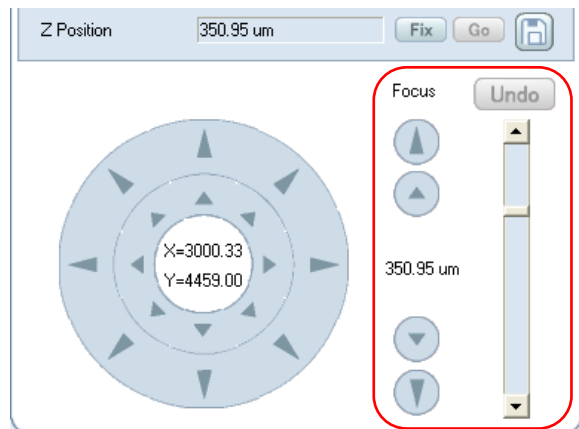 Z Position 350.95 um Fix Go
Focus Undo
X=3000.33
Y=4459.00
350.95 um